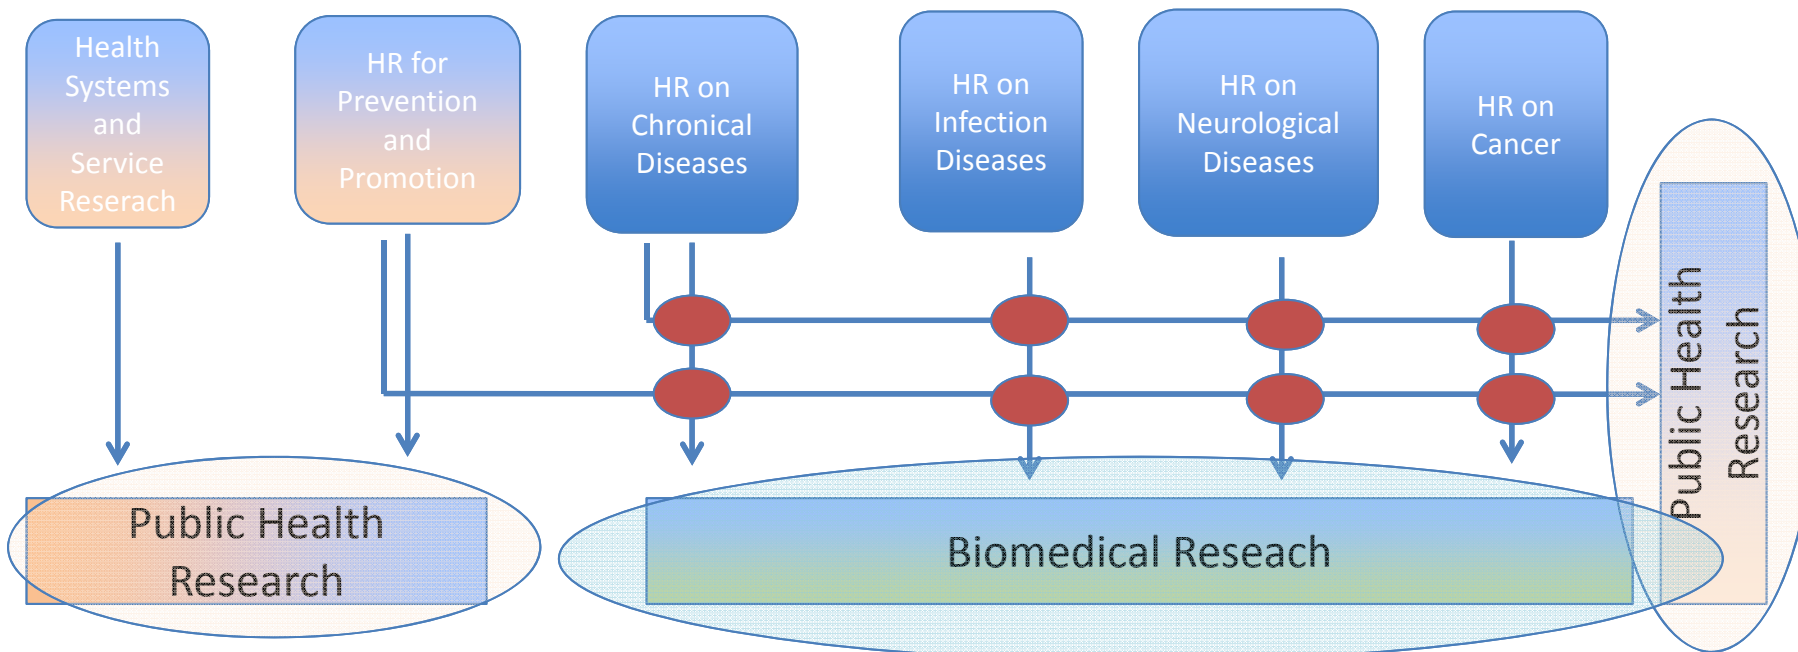 Health
Systems
and
Service
Reserach
HR for
Prevention
and
Promotion
HR on
Chronical
Diseases
HR on
Infection
Diseases
HR on
Neurological
Diseases
HR on
Cancer
Public Health
Research
Biomedical Reseach
Public Health
Research